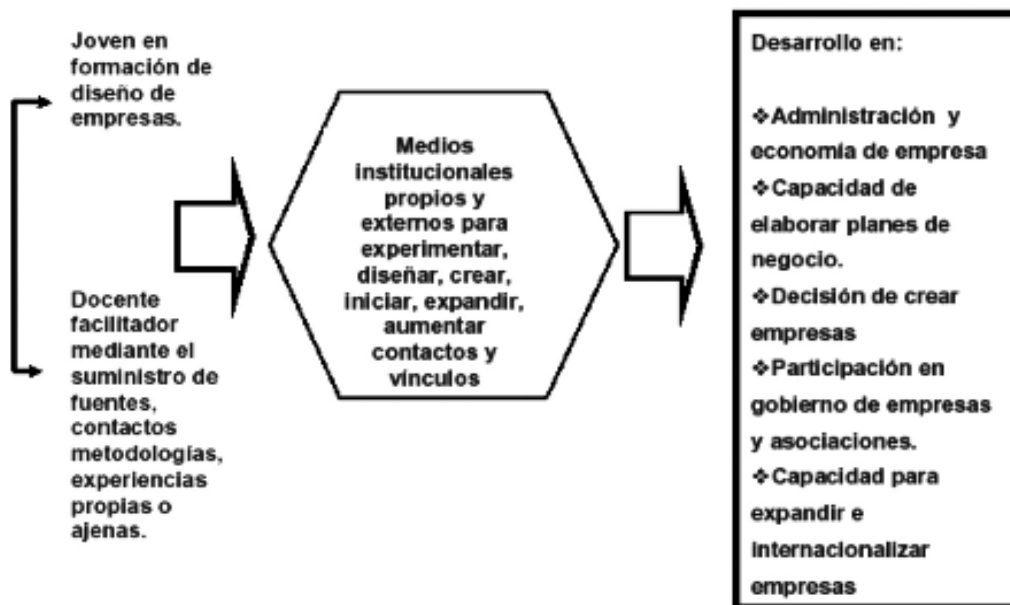 Joven en
formación de
diseño de
empresas.
Docente
facilitador
mediante el
suministro de
fuentes,
contactos
metodologías,
experiencias
propias o
ajenas.
Medios
institucionales
propios y
externos para
experimentar,
diseñar, crear,
iniciar, expandir,
aumentar
contactos y
vínculos
Desarrollo en:
❖Administración y
economía de empresa
❖Capacidad de
elaborar planes de
negocio.
❖Decisión de crear
empresas
❖Participación en
gobierno de empresas
y asociaciones.
❖Capacidad para
expandir e
internacionalizar
empresas